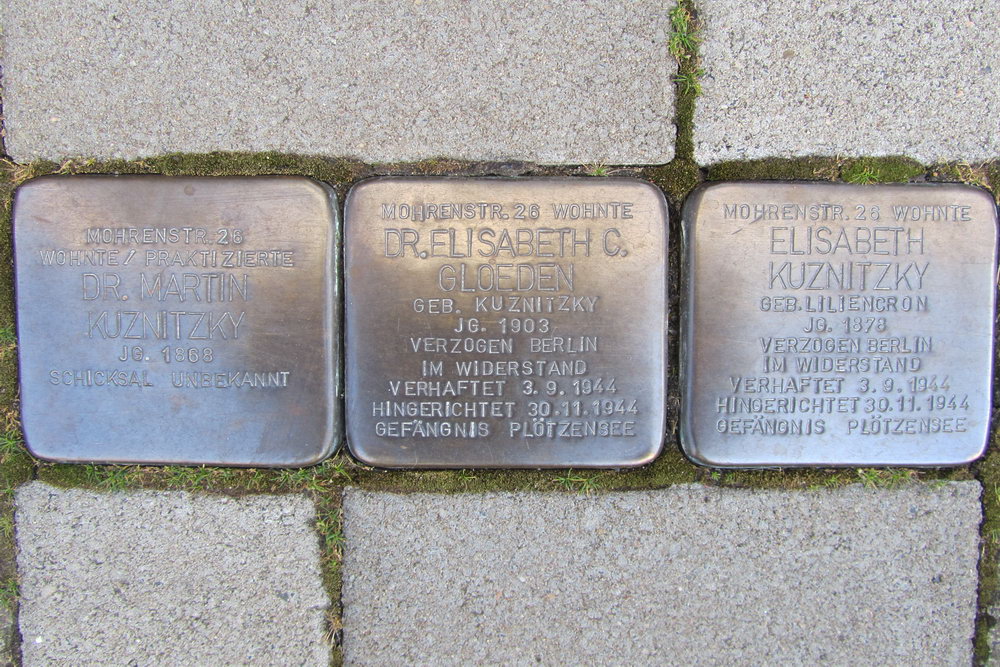 MOHRENSTR. 26
WOHNTE/PRAKTIZIERTE
DR. MARTIN
KUZNITZKY
JG. 1868
SCHICKSAL UNBEKANNT
MOHRENSTR. 26 WOHNTE
DR. ELISABETH C.
GLOEDEN
GEB. KUZNITZKY
JG. 1903
VERZOGEN BERLIN
IM WIDERSTAND
VERHAFTET 3.9.1944
HINGERICHTET 30.11.1944
GEFÄNGNIS PLÖTZENSEE
MOHRENSTR. 26 WOHNTE
ELISABETH
KUZNITZKY
GEB. LILIENCRON
JG. 1878
VERZOGEN BERLIN
IM WIDERSTAND
VERHAFTET 3.9.1944
HINGERICHTET 30.11.1944
GEFÄNGNIS PLÖTZENSEE